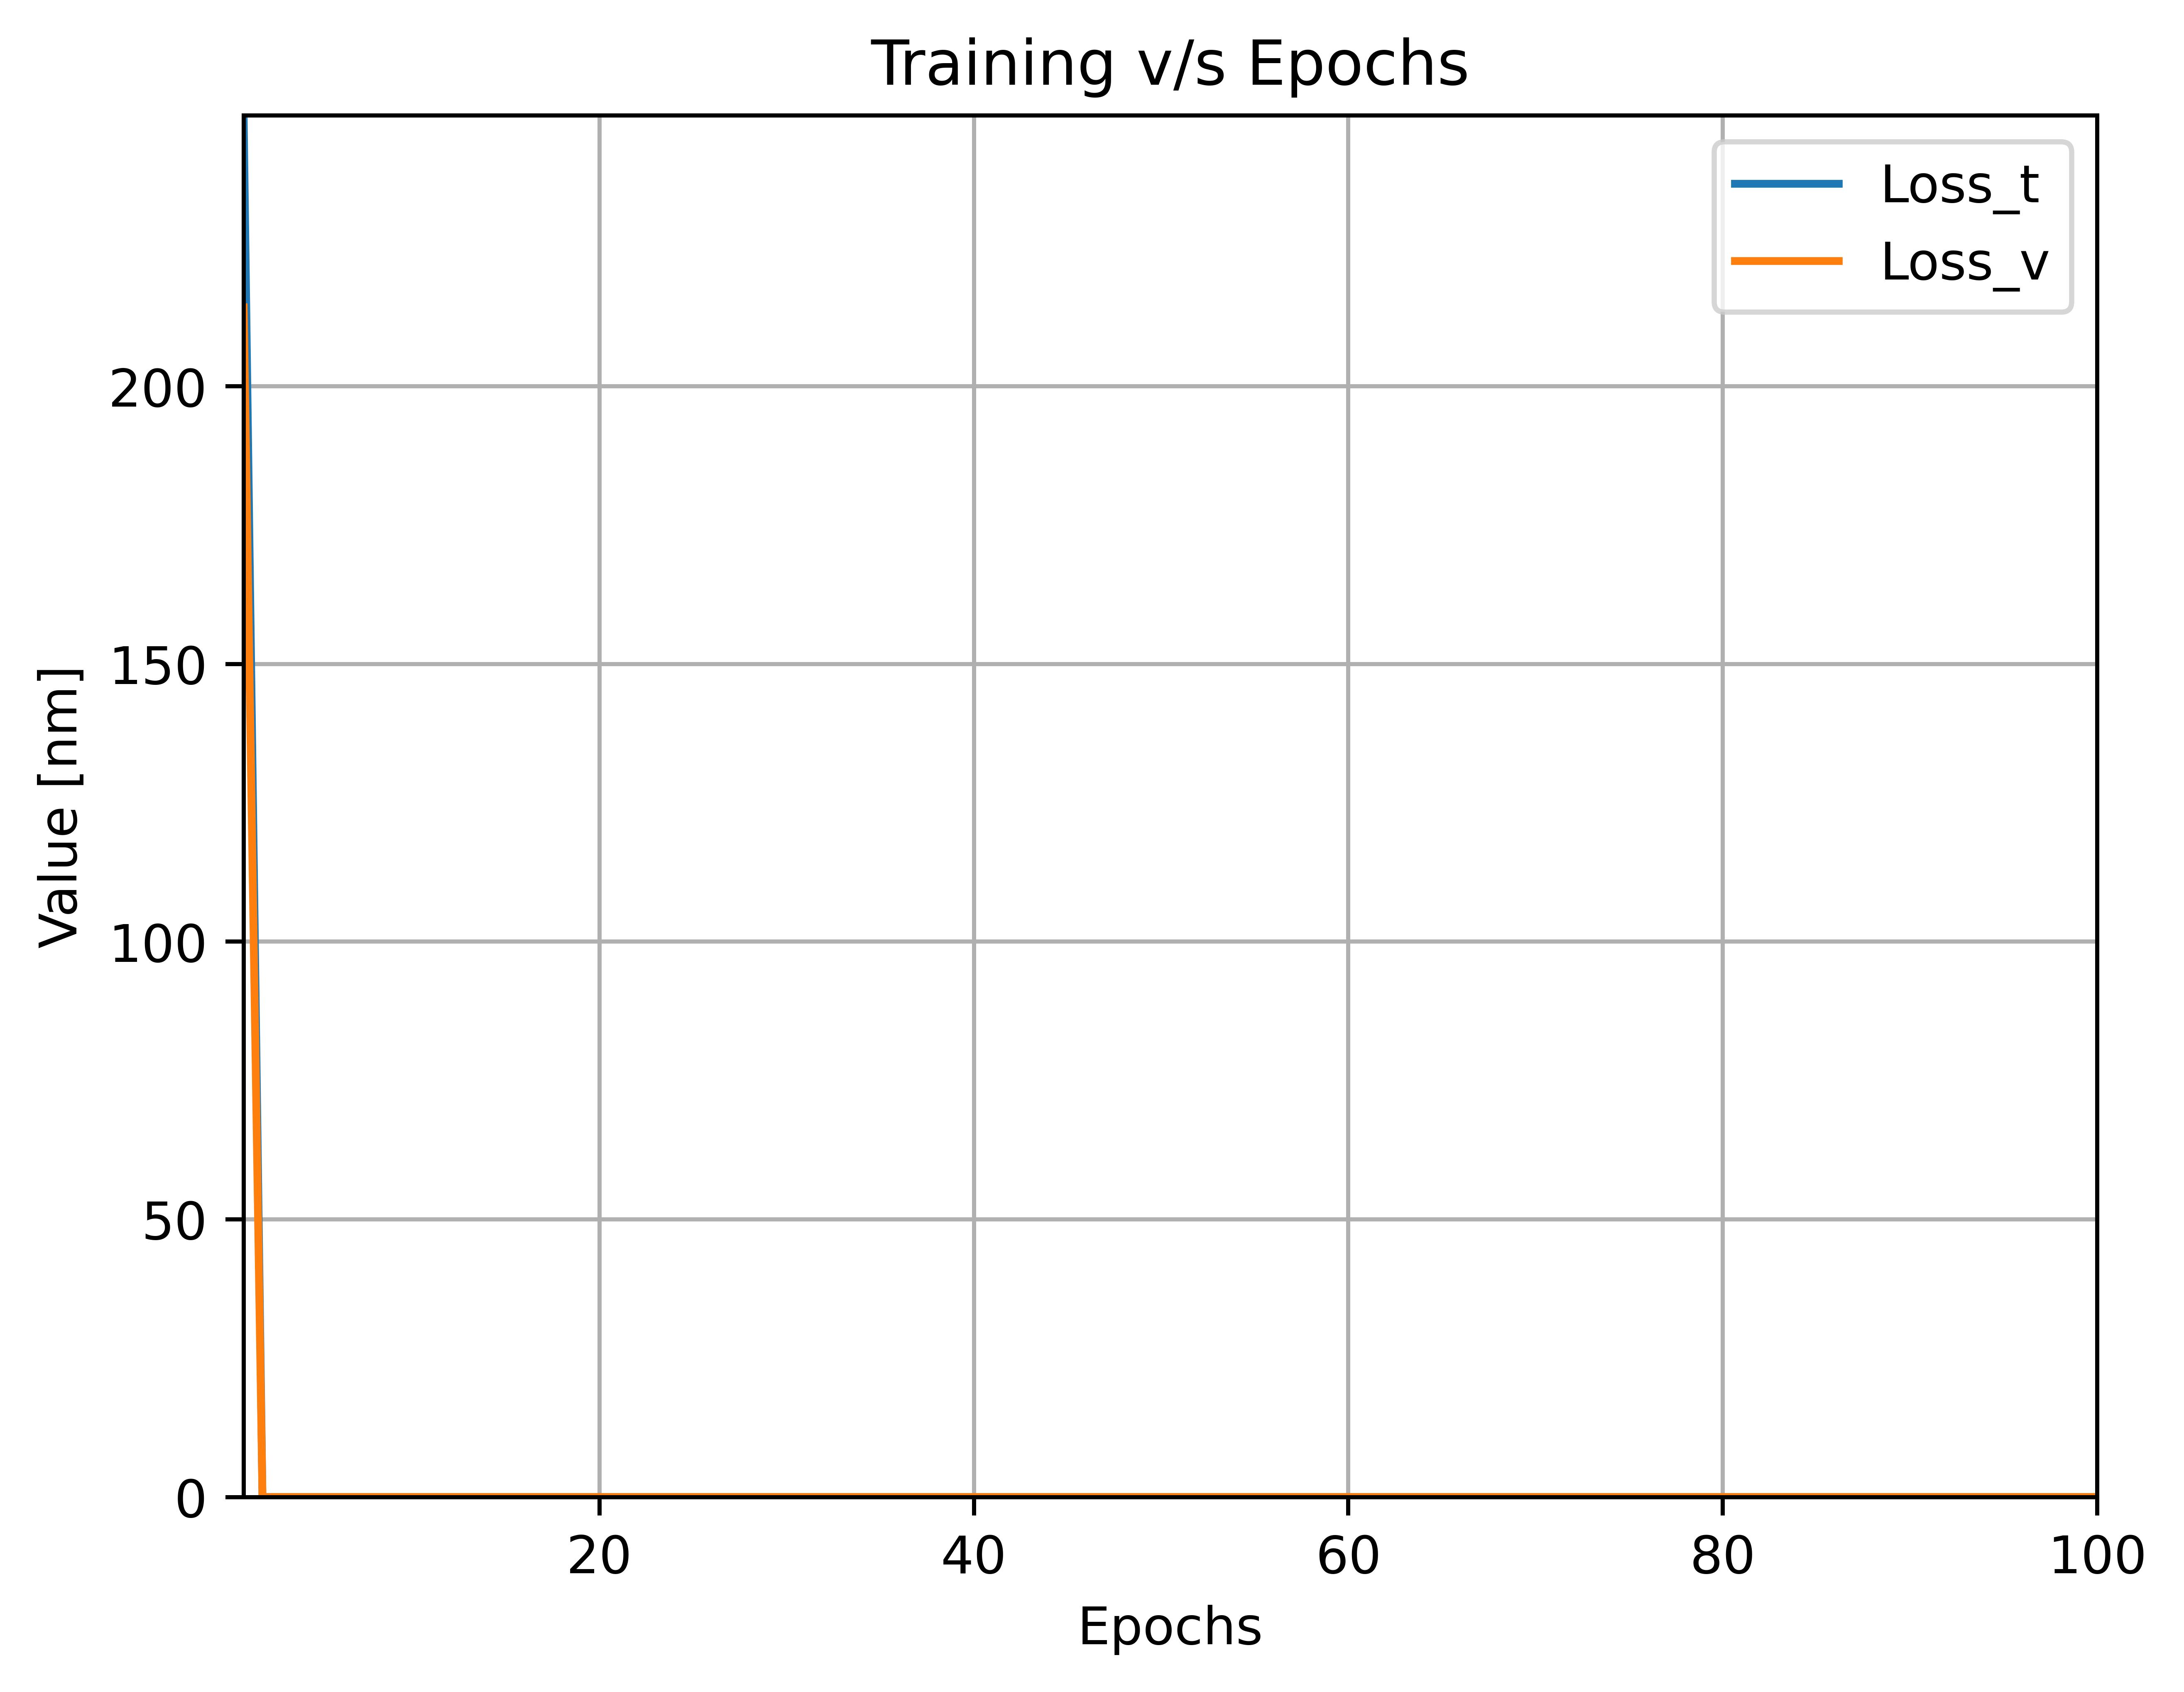 Training v/s Epochs
Loss_t
Loss_v
Value [nm]
200
150
100
50
0
20 40 60 80 100
Epochs